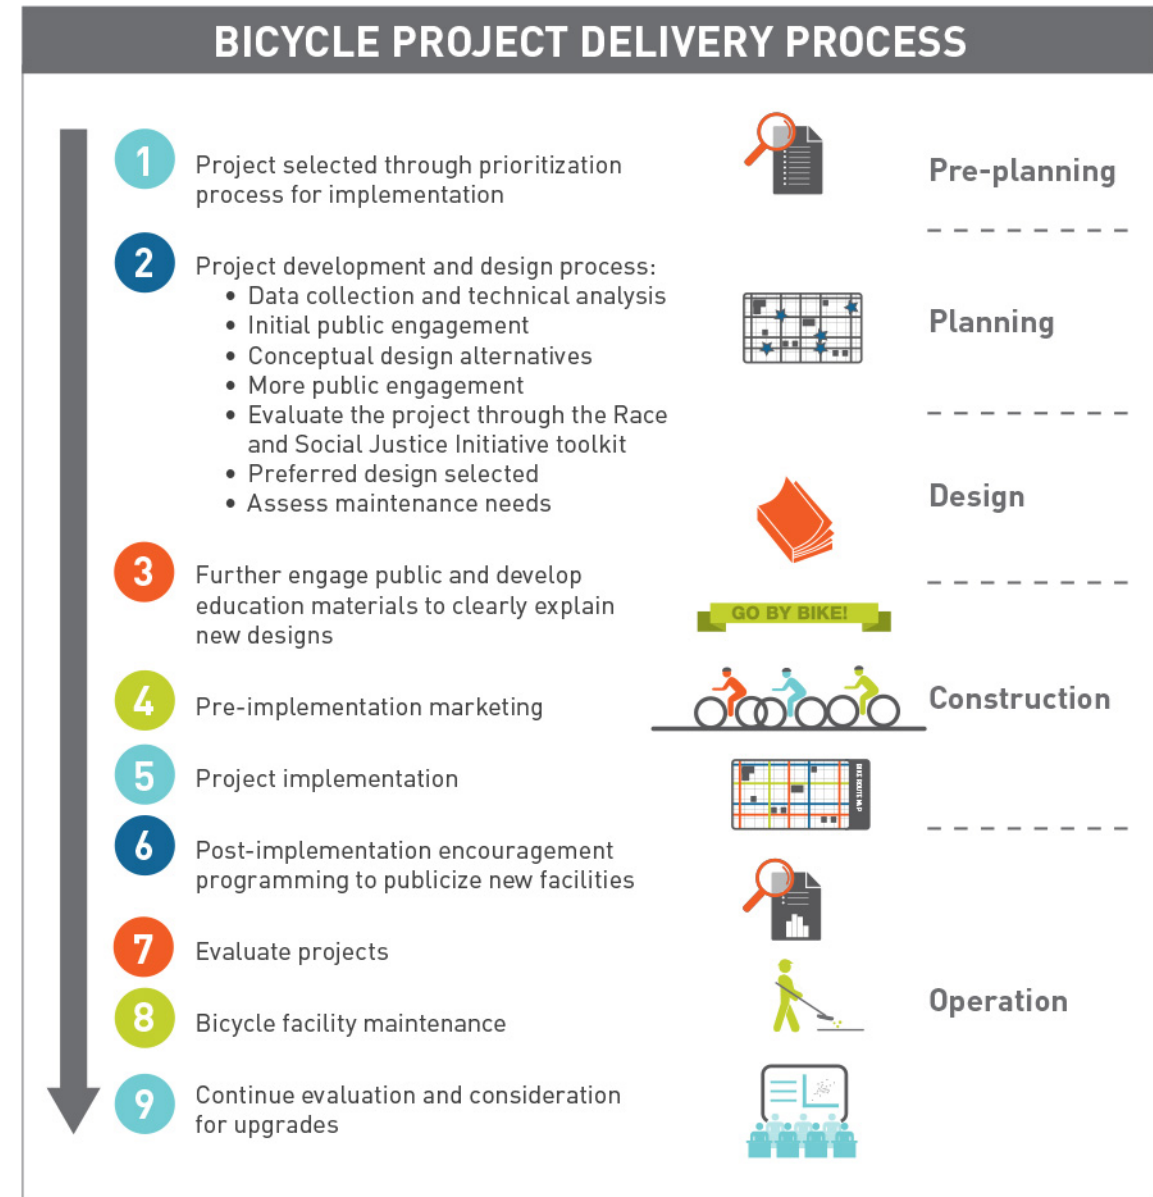 BICYCLE PROJECT DELIVERY PROCESS
1
Project selected through prioritization
process for implementation
Pre-planning
2
Project development and design process:
• Data collection and technical analysis
• Initial public engagement
• Conceptual design alternatives
• More public engagement
• Evaluate the project through the Race
and Social Justice Initiative toolkit
• Preferred design selected
• Assess maintenance needs
Planning
Design
3
Further engage public and develop
education materials to clearly explain
new designs
GO BY BIKE!
4
Pre-implementation marketing
Construction
5
Project implementation
BIKE ROUTE MAP
6
Post-implementation encouragement
programming to publicize new facilities
7
Evaluate projects
8
Bicycle facility maintenance
Operation
9
Continue evaluation and consideration
for upgrades